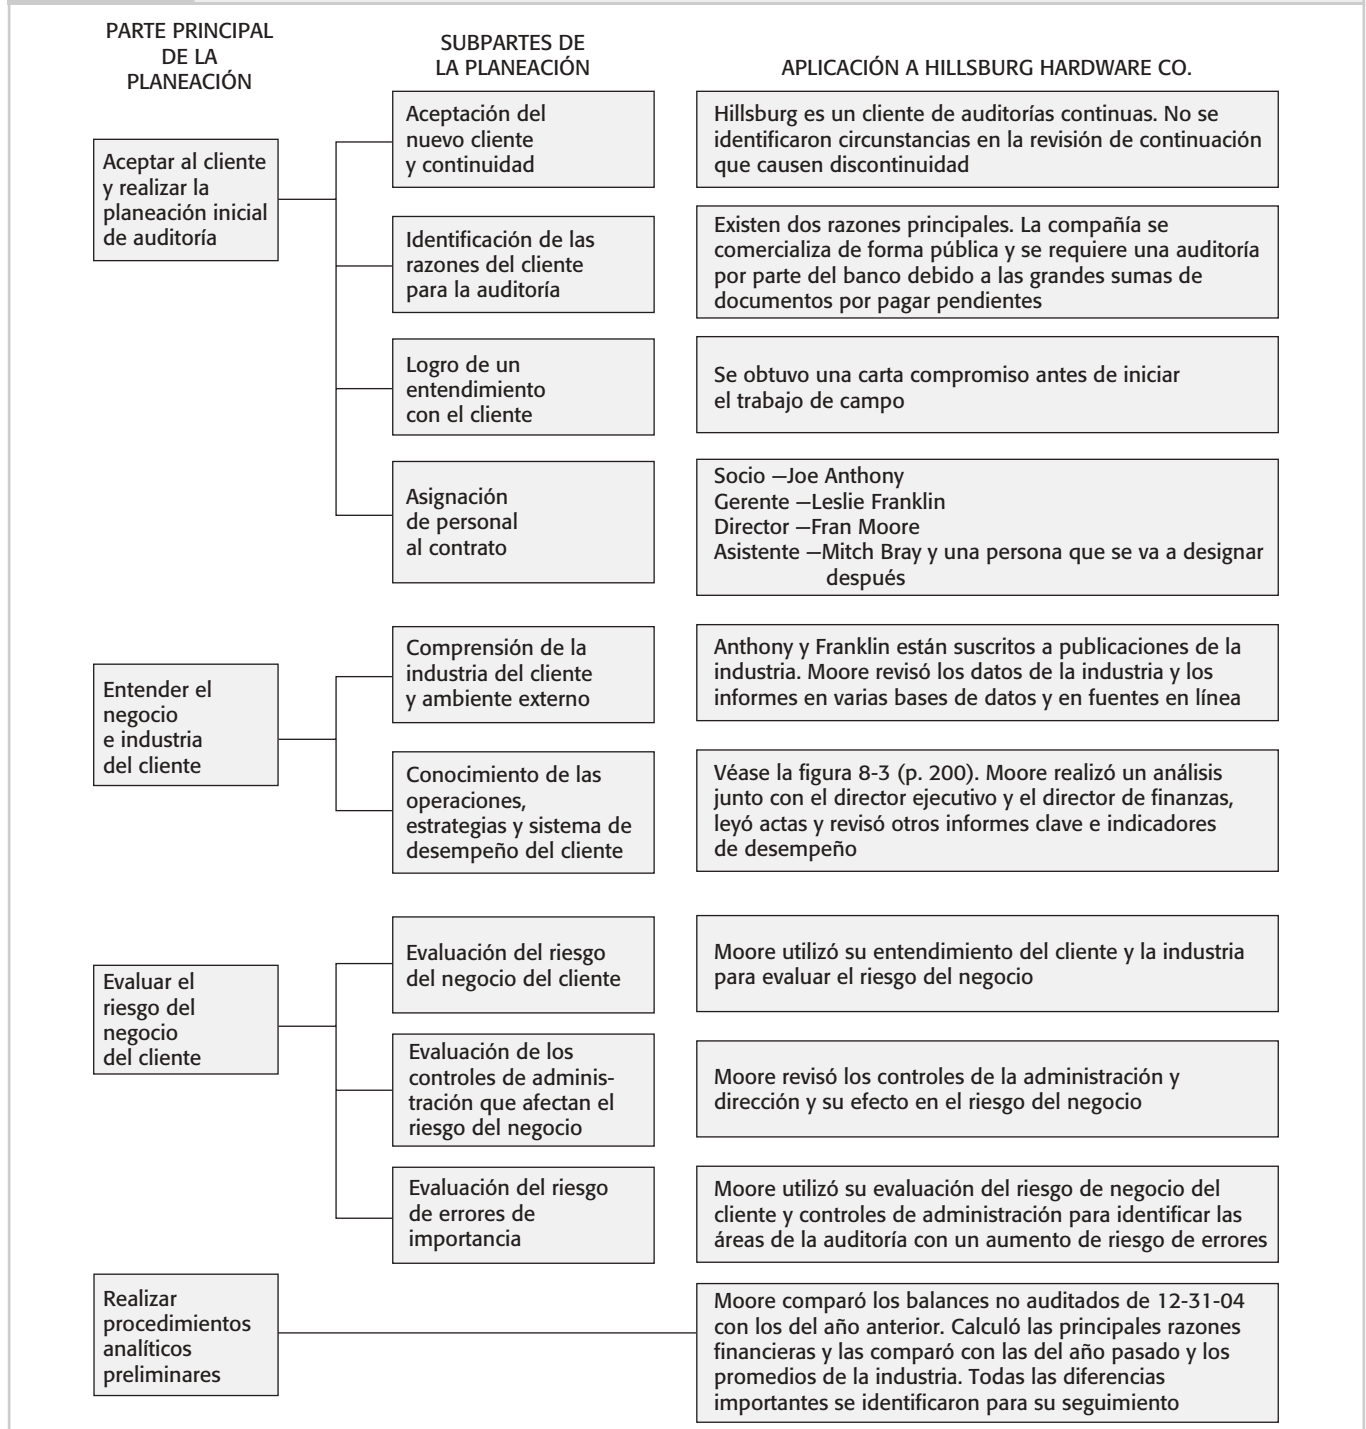 PARTE PRINCIPAL
DE LA
PLANEACIÓN
SUBPARTES DE
LA PLANEACIÓN
APLICACIÓN A HILLSBURG HARDWARE CO.
Aceptar al cliente
y realizar la
planeación inicial
de auditoría
Aceptación del
nuevo cliente
y continuidad
Hillsburg es un cliente de auditorías continuas. No se
identificaron circunstancias en la revisión de continuación
que causen discontinuidad
Identificación de las
razones del cliente
para la auditoría
Existen dos razones principales. La compañía se
comercializa de forma pública y se requiere una auditoría
por parte del banco debido a las grandes sumas de
documentos por pagar pendientes
Logro de un
entendimiento
con el cliente
Se obtuvo una carta compromiso antes de iniciar
el trabajo de campo
Asignación
de personal
al contrato
Socio —Joe Anthony
Gerente —Leslie Franklin
Director —Fran Moore
Asistente —Mitch Bray y una persona que se va a designar
después
Entender el
negocio
e industria
del cliente
Comprensión de la
industria del cliente
y ambiente externo
Anthony y Franklin están suscritos a publicaciones de la
industria. Moore revisó los datos de la industria y los
informes en varias bases de datos y en fuentes en línea
Conocimiento de las
operaciones,
estrategias y sistema de
desempeño del cliente
Véase la figura 8-3 (p. 200). Moore realizó un análisis
junto con el director ejecutivo y el director de finanzas,
leyó actas y revisó otros informes clave e indicadores
de desempeño
Evaluar el
riesgo del
negocio
del cliente
Evaluación del riesgo
del negocio del cliente
Moore utilizó su entendimiento del cliente y la industria
para evaluar el riesgo del negocio
Evaluación de los
controles de adminis-
tración que afectan el
riesgo del negocio
Moore revisó los controles de la administración y
dirección y su efecto en el riesgo del negocio
Evaluación del riesgo
de errores de
importancia
Moore utilizó su evaluación del riesgo de negocio del
cliente y controles de administración para identificar las
áreas de la auditoría con un aumento de riesgo de errores
Realizar
procedimientos
analíticos
preliminares
Moore comparó los balances no auditados de 12-31-04
con los del año anterior. Calculó las principales razones
financieras y las comparó con las del año pasado y los
promedios de la industria. Todas las diferencias
importantes se identificaron para su seguimiento